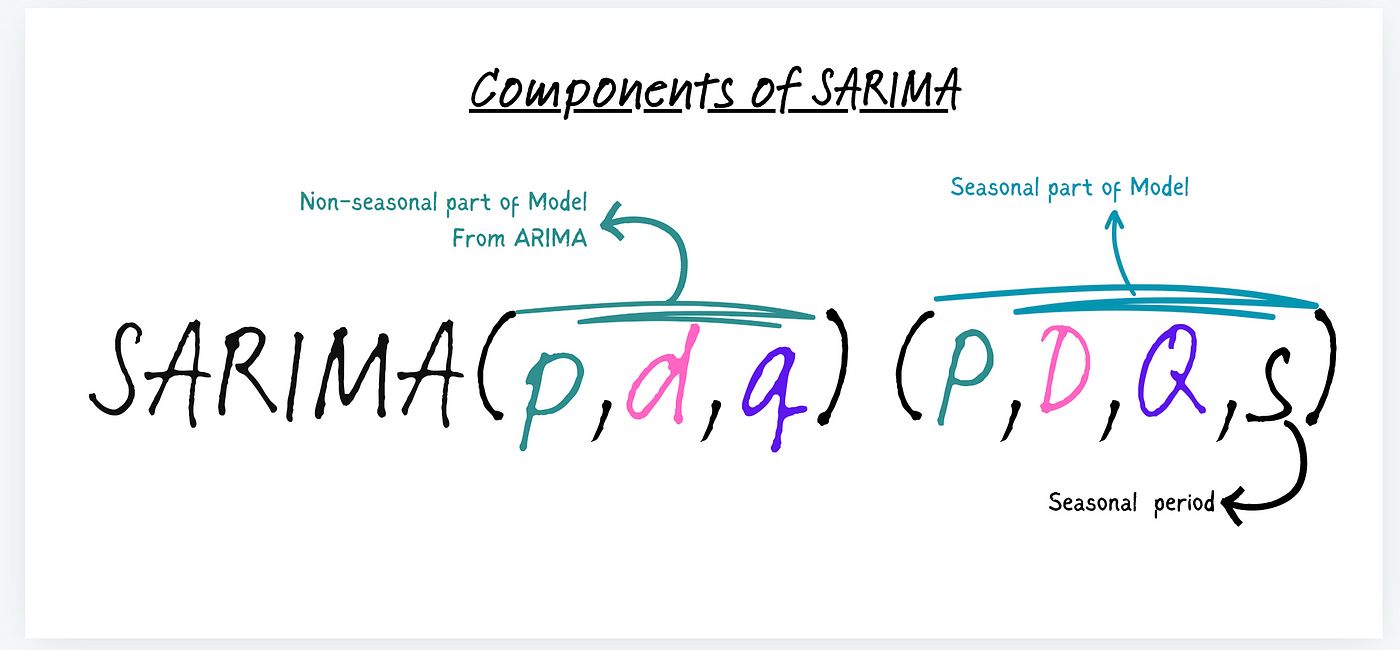 Components of SARIMA
Non-seasonal part of Model
From ARIMA
Seasonal part of Model
SARIMA(p,d,q) (P,D,Q,s)
Seasonal period